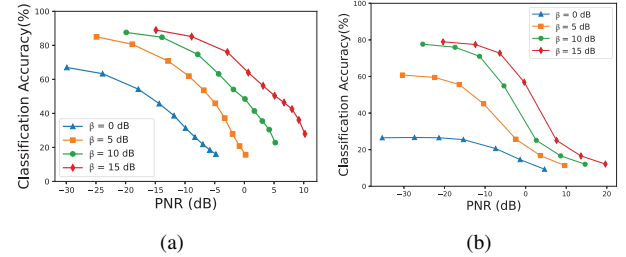 Classification Accuracy(%)
100
80
60
40
20
0
β = 0 dB
β = 5 dB
β = 10 dB
β = 15 dB
−30 −25 −20 −15 −10 −5 0 5 10
PNR (dB)
(a)
Classification Accuracy(%)
100
80
60
40
20
0
β = 0 dB
β = 5 dB
β = 10 dB
β = 15 dB
−30 −20 −10 0 10 20
PNR (dB)
(b)